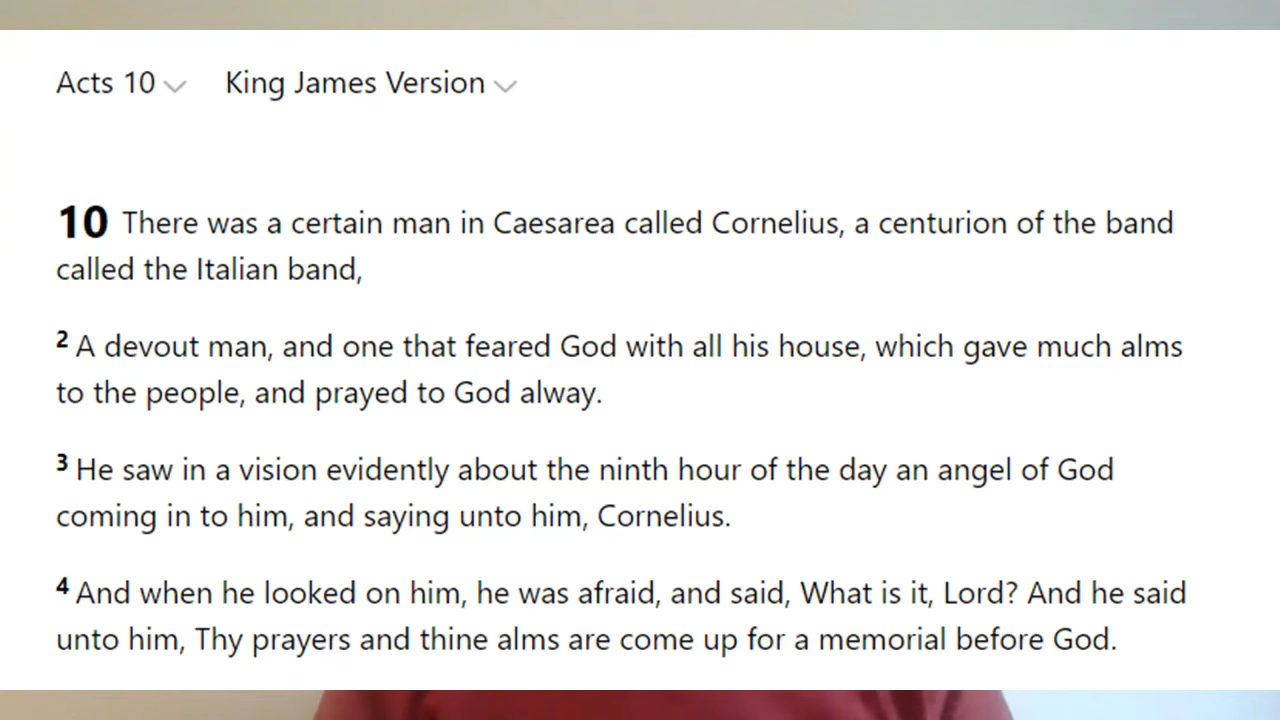 Acts 10 King James Version
10 There was a certain man in Caesarea called Cornelius, a centurion of the band
called the Italian band,
2 A devout man, and one that feared God with all his house, which gave much alms
to the people, and prayed to God alway.
3 He saw in a vision evidently about the ninth hour of the day an angel of God
coming in to him, and saying unto him, Cornelius.
4 And when he looked on him, he was afraid, and said, What is it, Lord? And he said
unto him, Thy prayers and thine alms are come up for a memorial before God.